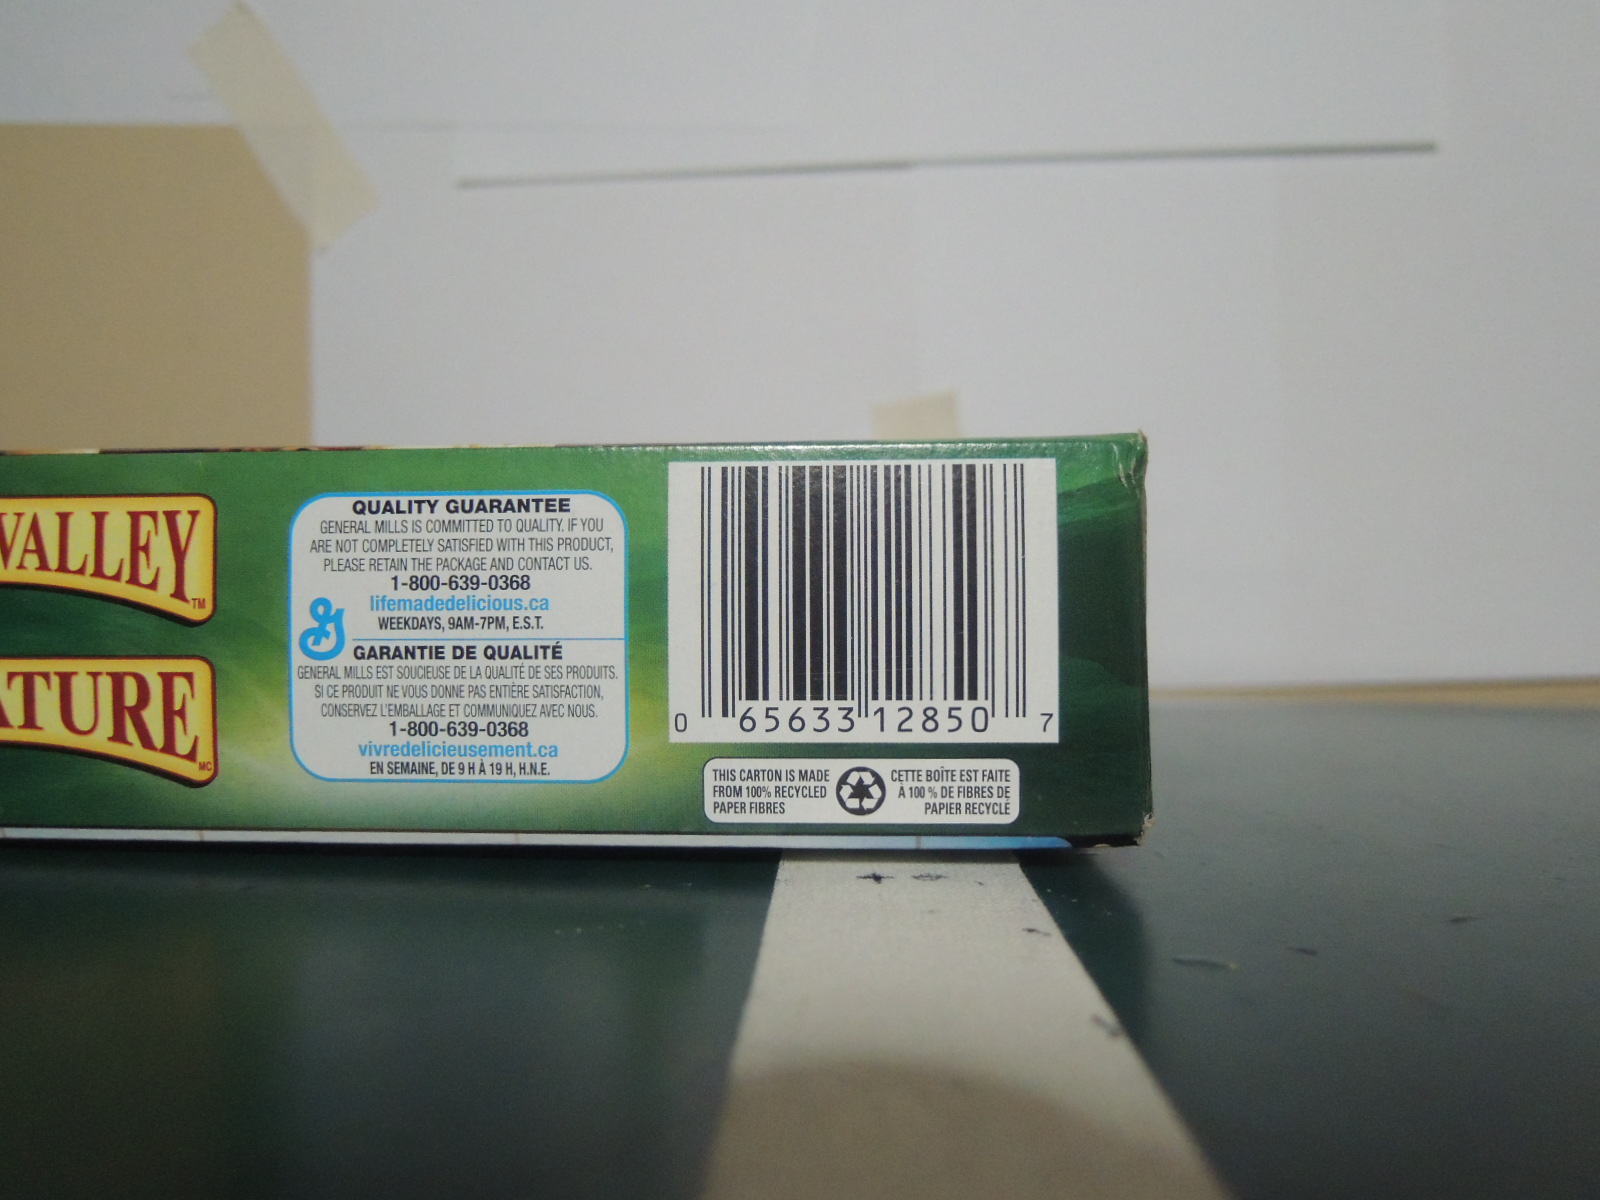 VALLEY
TM
ATURE
MC
QUALITY GUARANTEE
GENERAL MILLS IS COMMITTED TO QUALITY. IF YOU
ARE NOT COMPLETELY SATISFIED WITH THIS PRODUCT,
PLEASE RETAIN THE PACKAGE AND CONTACT US.
1-800-639-0368
lifemadedelicious.ca
WEEKDAYS, 9AM-7PM, E.S.T.
G
GARANTIE DE QUALITÉ
GENERAL MILLS EST SOUCIEUSE DE LA QUALITÉ DE SES PRODUITS.
SI CE PRODUIT NE VOUS DONNE PAS ENTIÈRE SATISFACTION,
CONSERVEZ L'EMBALLAGE ET COMMUNIQUEZ AVEC NOUS.
1-800-639-0368
vivredelicieusement.ca
EN SEMAINE, DE 9 H À 19 H, H.N.E.
0 65633 12850 7
THIS CARTON IS MADE
FROM 100% RECYCLED
PAPER FIBRES
CETTE BOÎTE EST FAITE
À 100 % DE FIBRES DE
PAPIER RECYCLÉ